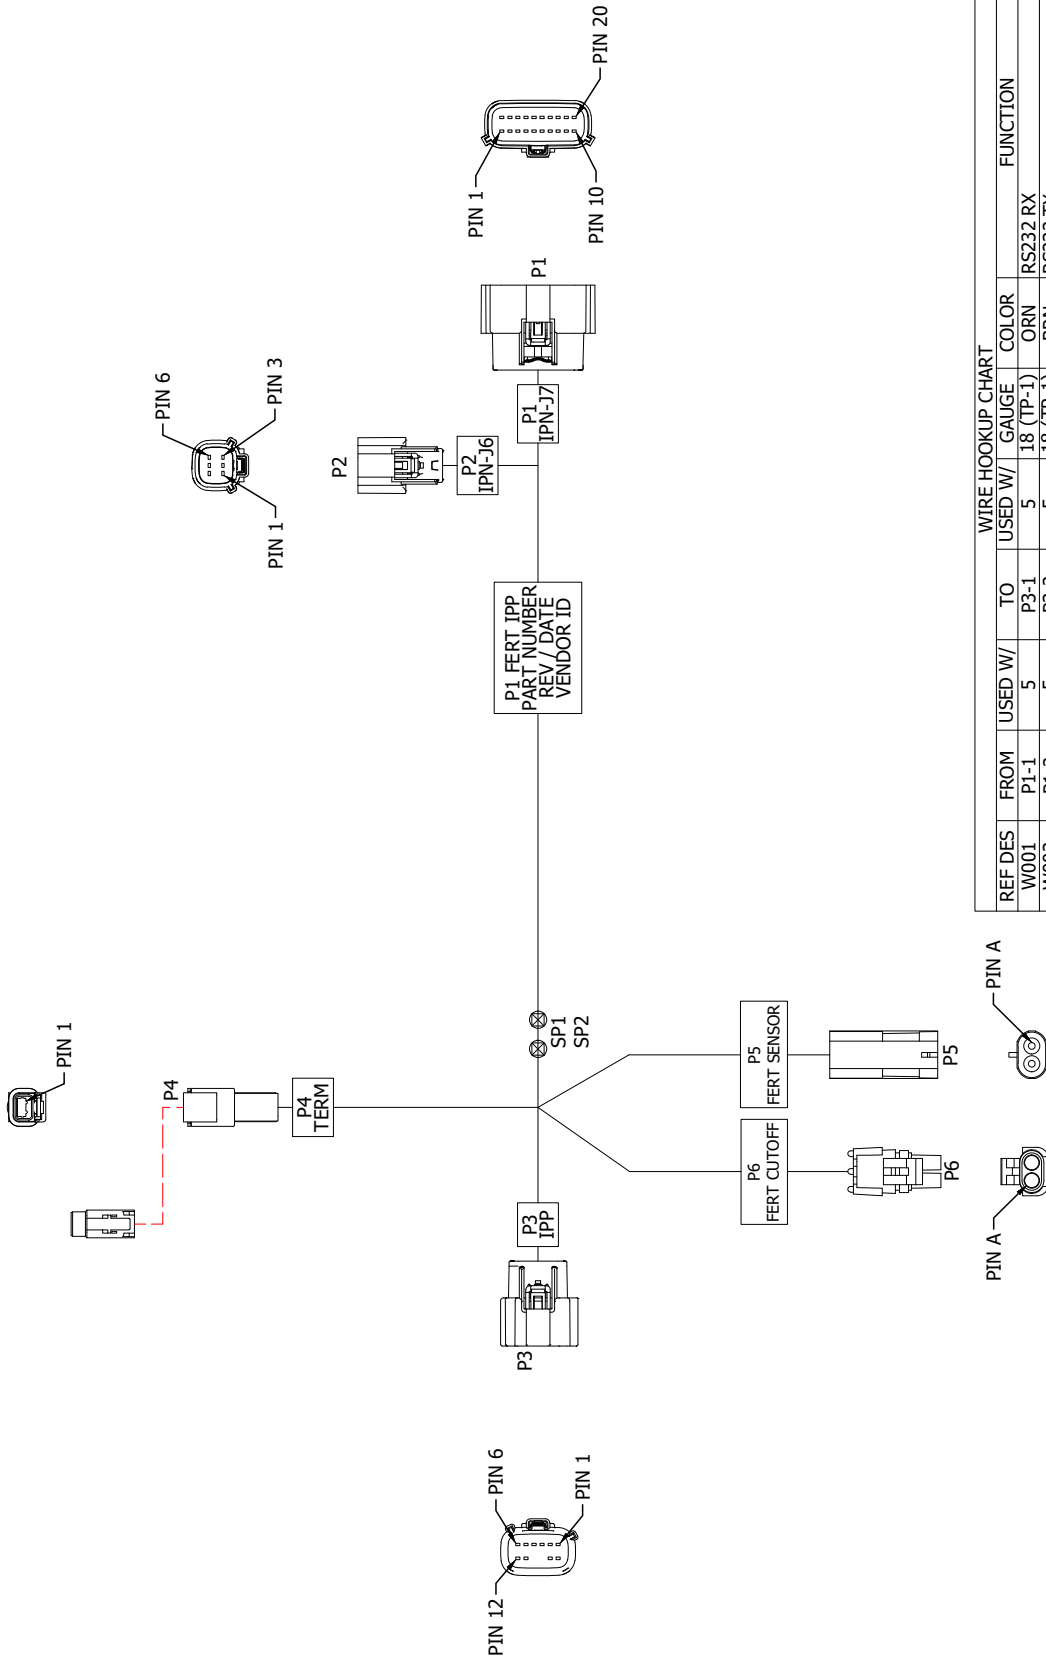 PIN 12
PIN 6
PIN 1
P3
P3
IPP
PIN 1
P4
P4
TERM
SP1
SP2
P6
FERT CUTOFF
P6
PIN A
P5
FERT SENSOR
P5
PIN A
P1 FERT IPP
PART NUMBER
REV / DATE
VENDOR ID
PIN 1
PIN 6
PIN 3
P2
P2
IPN-J6
P1
IPN-J7
P1
PIN 1
PIN 10
PIN 20
WIRE HOOKUP CHART
REF DES FROM USED W/ TO USED W/ GAUGE COLOR FUNCTION
W001 P1-1 5 P3-1 5 18 (TP-1) ORN RS232 RX